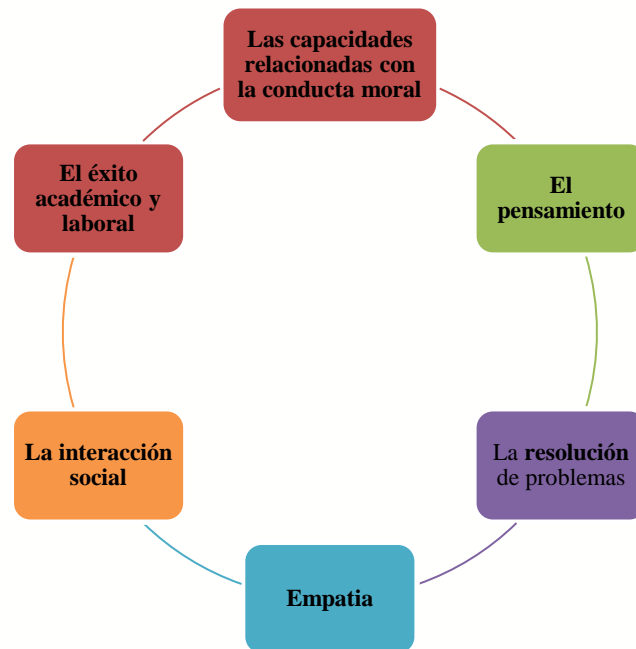 Las capacidades
relacionadas con
la conducta moral
El éxito
académico y
laboral
El
pensamiento
La interacción
social
La resolución
de problemas
Empatia